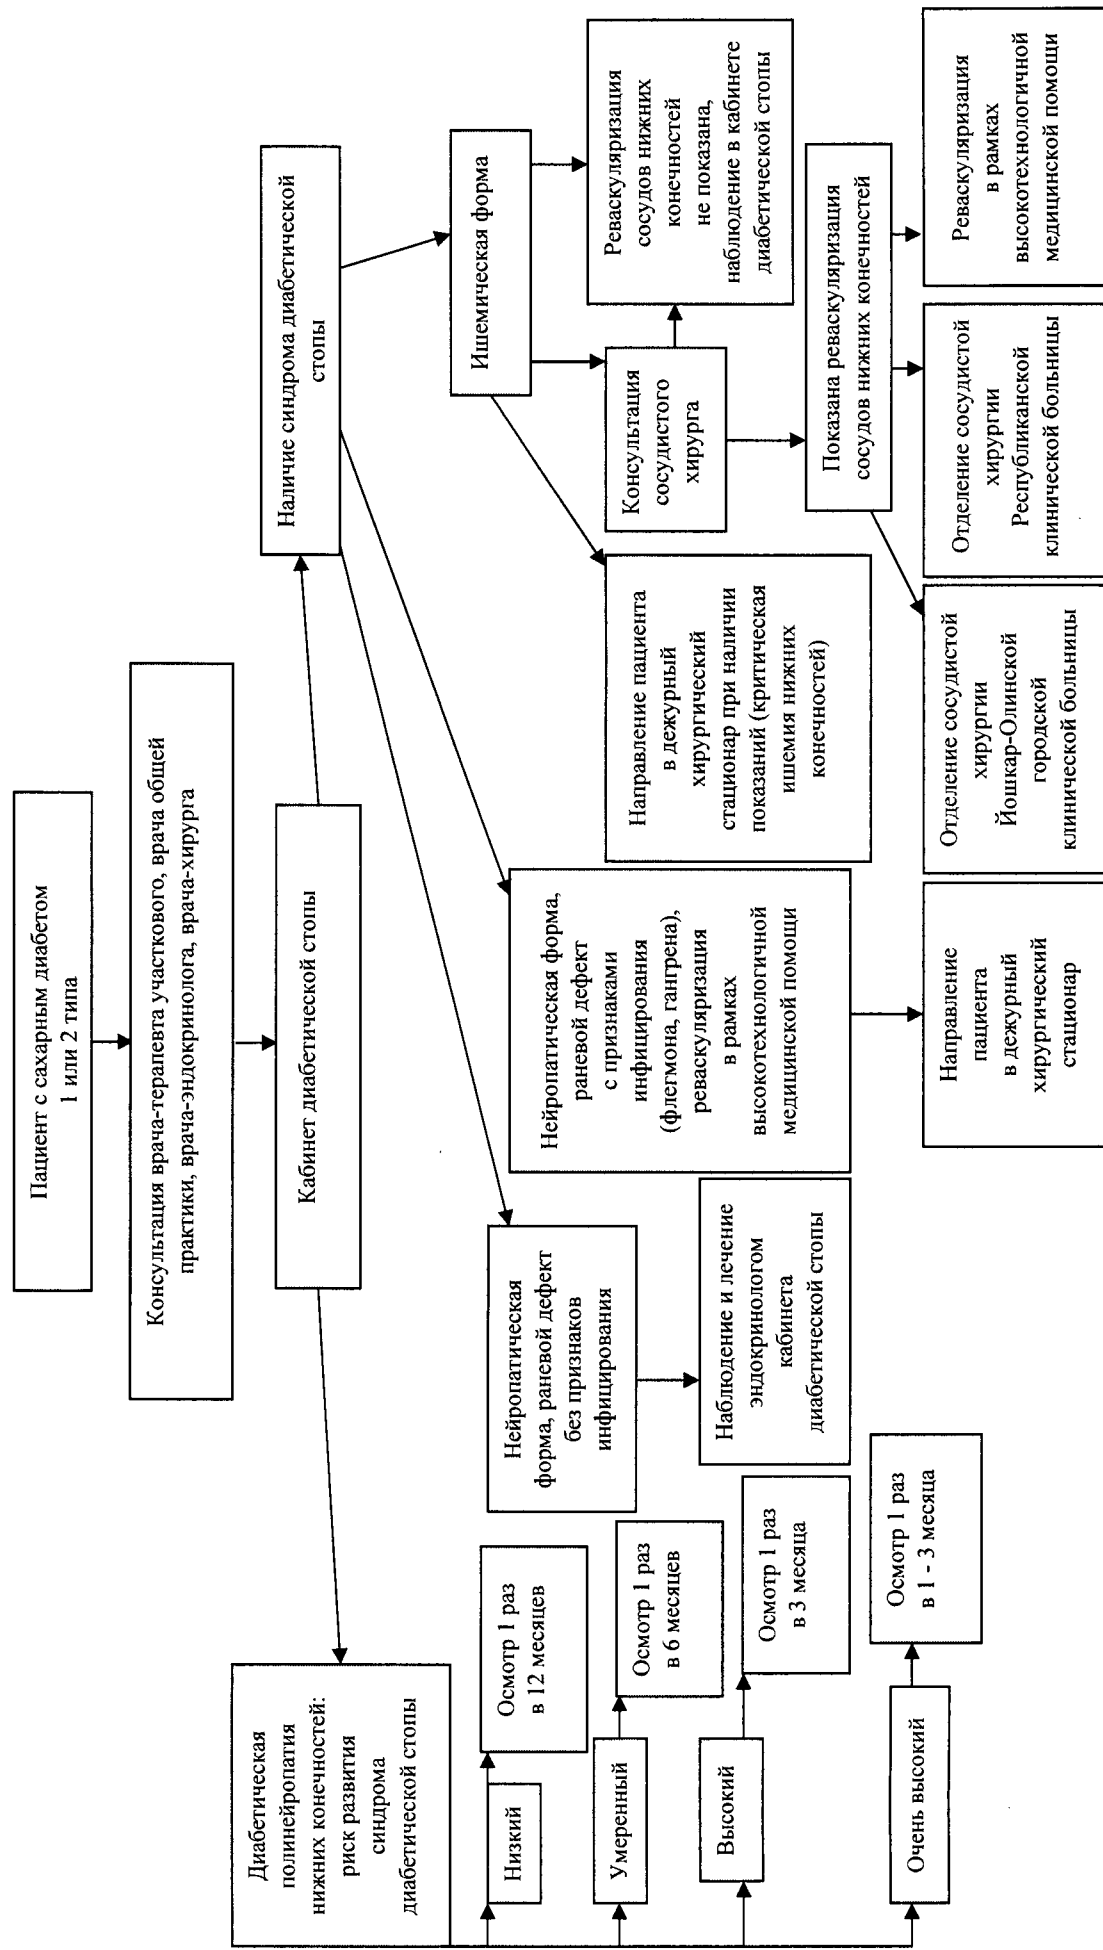 Пациент с сахарным диабетом
1 или 2 типа
Консультация врача-терапевта участкового, врача общей
практики, врача-эндокринолога, врача-хирурга
Кабинет диабетической стопы
Диабетическая
полинейропатия
нижних конечностей:
риск развития
синдрома
диабетической стопы
Низкий
Осмотр 1 раз
в 12 месяцев
Умеренный
Осмотр 1 раз
в 6 месяцев
Высокий
Осмотр 1 раз
в 3 месяца
Очень высокий
Осмотр 1 раз
в 1 - 3 месяца
Наличие синдрома диабетической
стопы
Нейропатическая
форма, раневой дефект
без признаков
инфицирования
Наблюдение и лечение
эндокринологом
кабинета
диабетической стопы
Нейропатическая форма,
раневой дефект
с признаками
инфицирования
(флегмона, гангрена),
реваскуляризация
в рамках
высокотехнологичной
медицинской помощи
Направление
пациента
в дежурный
хирургический
стационар
Ишемическая форма
Направление пациента
в дежурный
хирургический
стационар при наличии
показаний (критическая
ишемия нижних
конечностей)
Консультация
сосудистого
хирурга
Реваскуляризация
сосудов нижних
конечностей
не показана,
наблюдение в кабинете
диабетической стопы
Показана реваскуляризация
сосудов нижних конечностей
Отделение сосудистой
хирургии
Йошкар-Олинской
городской
клинической больницы
Отделение сосудистой
хирургии
Республиканской
клинической больницы
Реваскуляризация
в рамках
высокотехнологичной
медицинской помощи